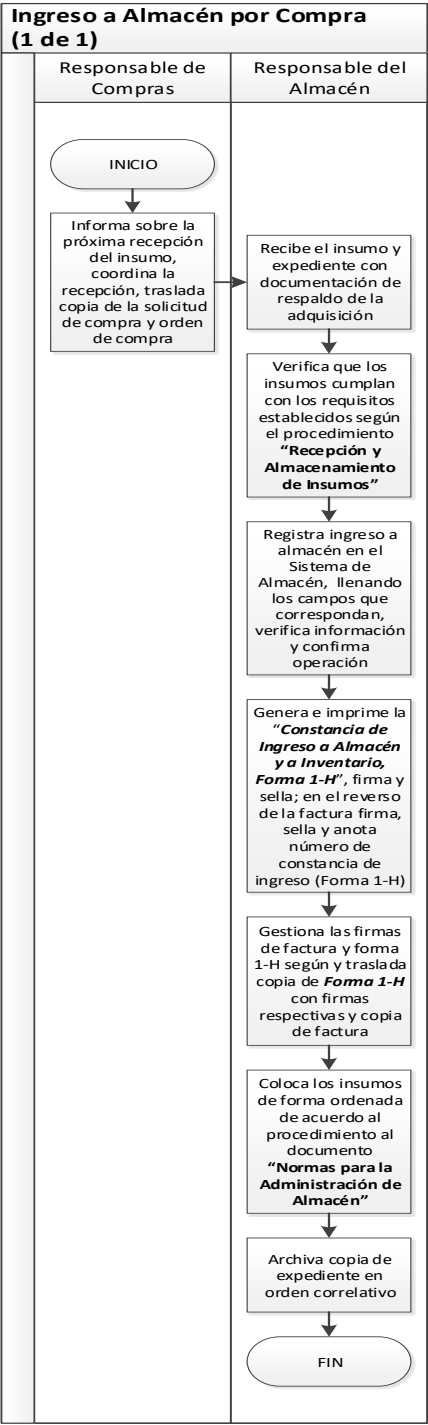 Ingreso a Almacén por Compra
(1 de 1)
Responsable de
Compras
Responsable del
Almacén
INICIO
Informa sobre la
próxima recepción
del insumo,
coordina la
recepción, traslada
copia de la solicitud
de compra y orden
de compra
Recibe el insumo y
expediente con
documentación de
respaldo de la
adquisición
Verifica que los
insumos cumplan
con los requisitos
establecidos según
el procedimiento
“Recepción y
Almacenamiento
de Insumos”
Registra ingreso a
almacén en el
Sistema de
Almacén, llenando
los campos que
correspondan,
verifica información
y confirma
operación
Genera e imprime la
“Constancia de
Ingreso a Almacén
y a Inventario,
Forma 1-H”, firma y
sella; en el reverso
de la factura firma,
sella y anota
número de
constancia de
ingreso (Forma 1-H)
Gestiona las firmas
de factura y forma
1-H según y traslada
copia de Forma 1-H
con firmas
respectivas y copia
de factura
Coloca los insumos
de forma ordenada
de acuerdo al
procedimiento al
documento
“Normas para la
Administración de
Almacén”
Archiva copia de
expediente en
orden correlativo
FIN